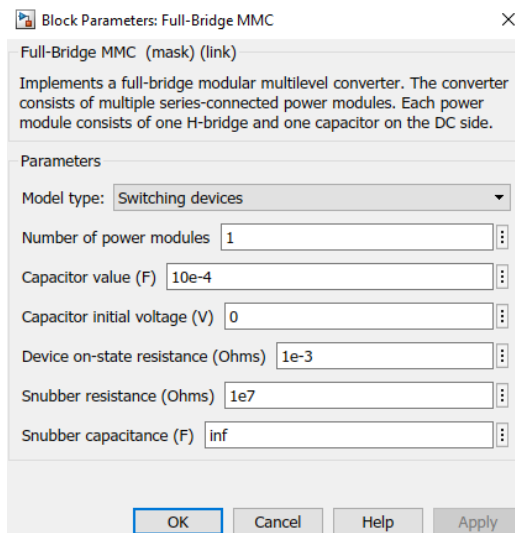 Block Parameters: Full-Bridge MMC
Full-Bridge MMC (mask) (link)
Implements a full-bridge modular multilevel converter. The converter
consists of multiple series-connected power modules. Each power
module consists of one H-bridge and one capacitor on the DC side.
Parameters
Model type: Switching devices
Number of power modules 1
Capacitor value (F) 10e-4
Capacitor initial voltage (V) 0
Device on-state resistance (Ohms) 1e-3
Snubber resistance (Ohms) 1e7
Snubber capacitance (F) inf
OK Cancel Help Apply